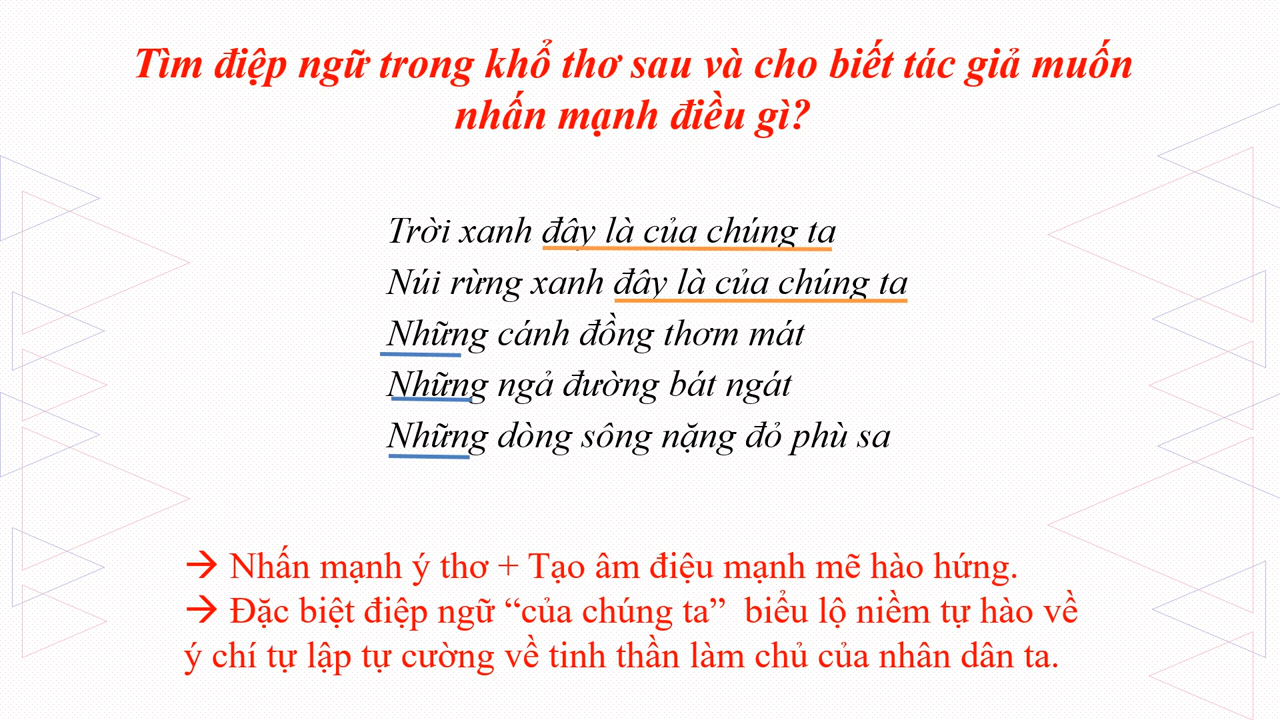 Tìm điệp ngữ trong khổ thơ sau và cho biết tác giả muốn
nhấn mạnh điều gì?
Trời xanh đây là của chúng ta
Núi rừng xanh đây là của chúng ta
Những cánh đồng thơm mát
Những ngả đường bát ngát
Những dòng sông nặng đỏ phù sa
→ Nhấn mạnh ý thơ + Tạo âm điệu mạnh mẽ hào hứng.
→ Đặc biệt điệp ngữ “của chúng ta” biểu lộ niềm tự hào về
ý chí tự lập tự cường về tinh thần làm chủ của nhân dân ta.